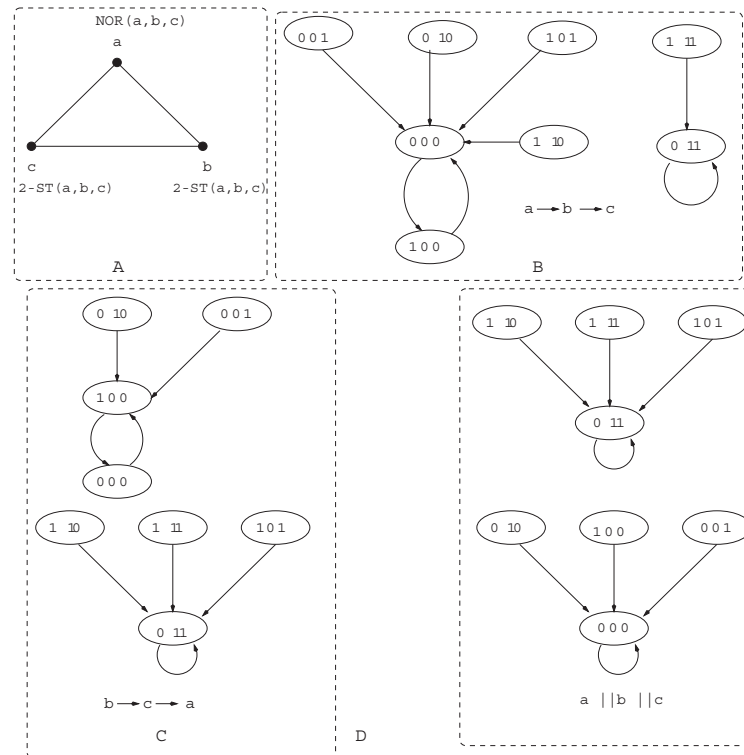 NOR(a,b,c)
a
c
b
2-ST(a,b,c)
2-ST(a,b,c)
A
0 0 1
0 10
1 0 1
1 11
0 0 0
1 10
0 11
1 0 0
a → b → c
B
0 10
0 0 1
1 0 0
0 0 0
1 10
1 11
1 0 1
0 11
b → c → a
C
D
1 10
1 11
1 0 1
0 11
0 10
1 0 0
0 0 1
0 0 0
a ||b ||c